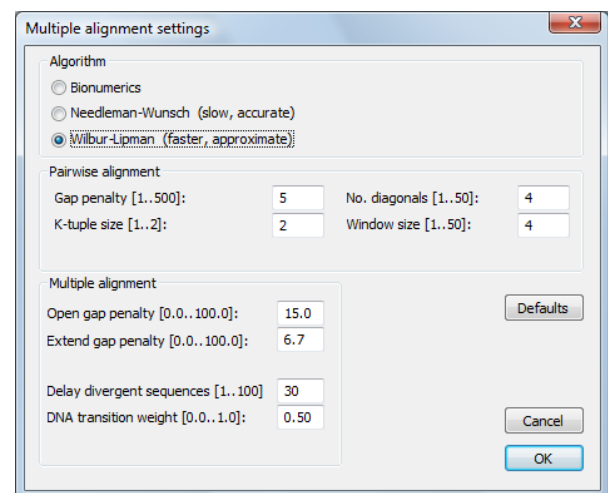 Multiple alignment settings
X
Algorithm
Bionumerics
Needleman-Wunsch (slow, accurate)
Wilbur-Lipman (faster, approximate)
Pairwise alignment
Gap penalty [1..500]: 5 No. diagonals [1..50]: 4
K-tuple size [1..2]: 2 Window size [1..50]: 4
Multiple alignment
Open gap penalty [0.0..100.0]: 15.0 Defaults
Extend gap penalty [0.0..100.0]: 6.7
Delay divergent sequences [1..100] 30
DNA transition weight [0.0..1.0]: 0.50 Cancel
OK